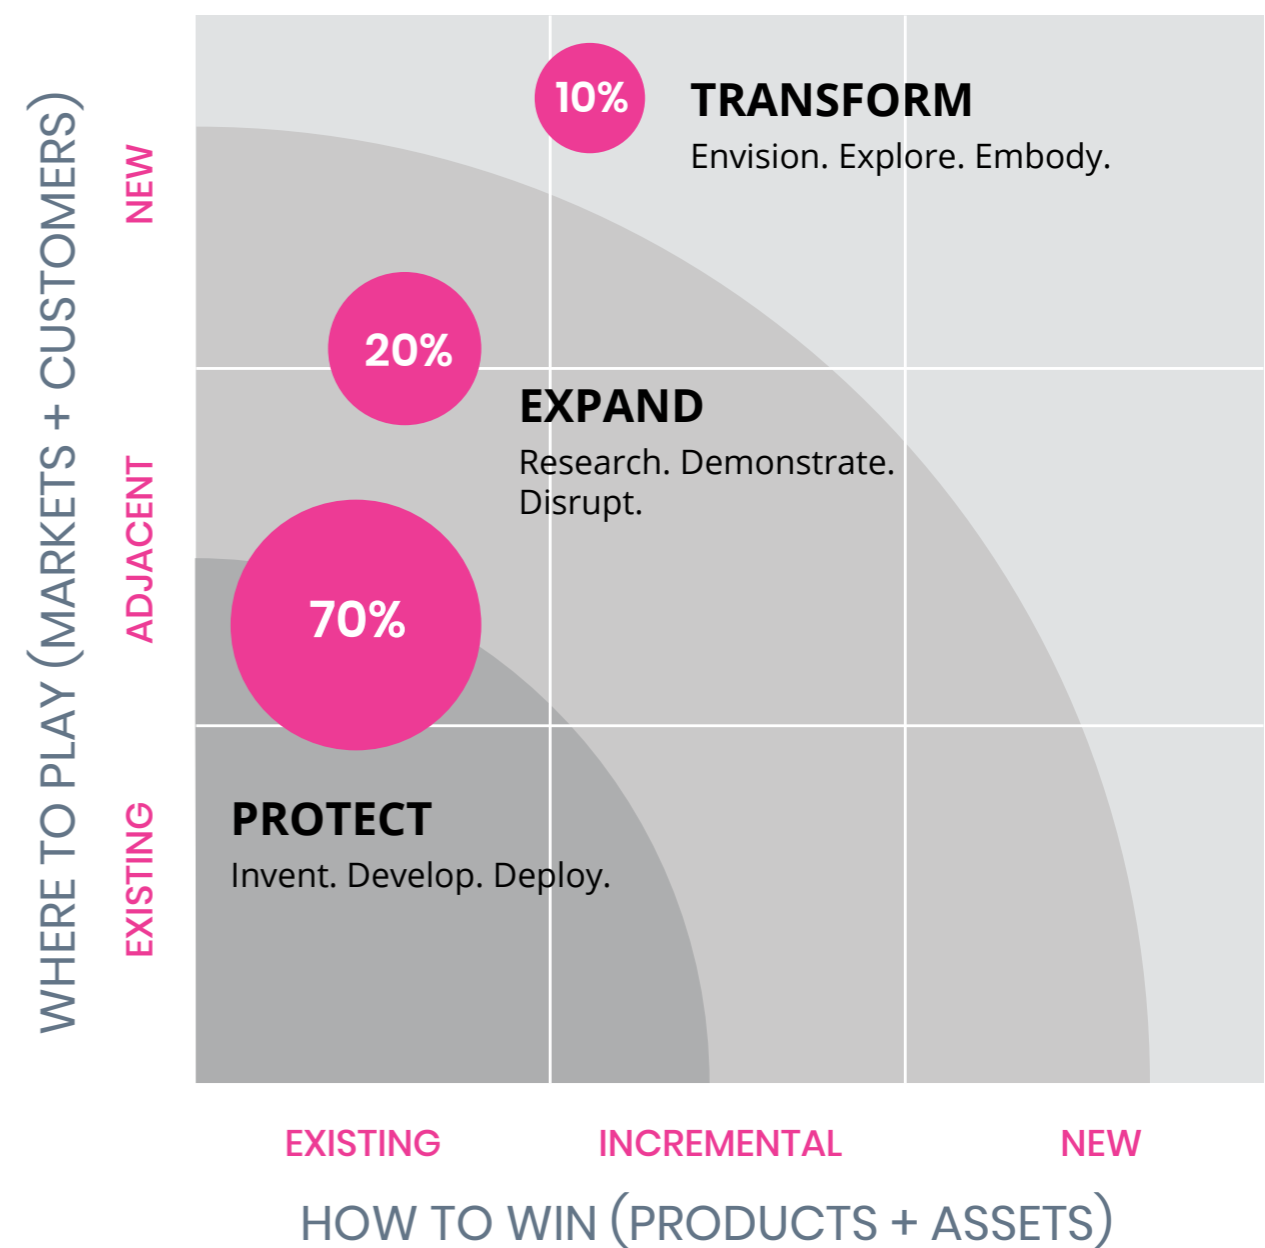 WHERE TO PLAY (MARKETS + CUSTOMERS)
NEW
ADJACENT
EXISTING
10%
TRANSFORM
Envision. Explore. Embody.
20%
EXPAND
Research. Demonstrate.
Disrupt.
70%
PROTECT
Invent. Develop. Deploy.
EXISTING
INCREMENTAL
NEW
HOW TO WIN (PRODUCTS + ASSETS)